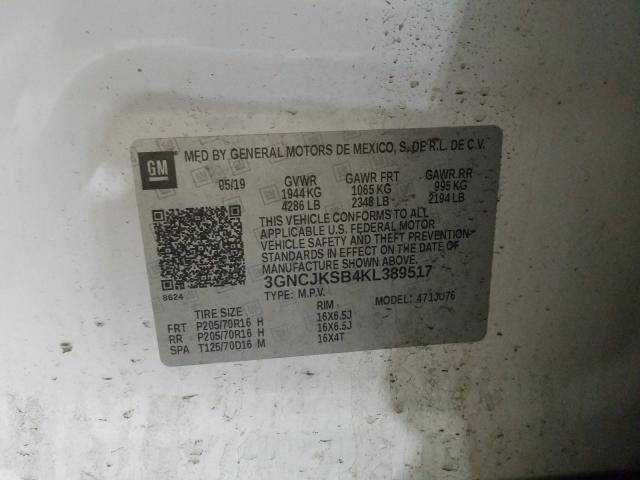 GM
MFD BY GENERAL MOTORS DE MEXICO, S. DE R.L. DE C.V.
05/19 GVWR GAWR FRT GAWR RR
1944 KG 1065 KG 995 KG
4286 LB 2348 LB 2194 LB
THIS VEHICLE CONFORMS TO ALL
APPLICABLE U.S. FEDERAL MOTOR
VEHICLE SAFETY AND THEFT PREVENTION
STANDARDS IN EFFECT ON THE DATE OF
MANUFACTURE SHOWN ABOVE.
3GNCJKSB4KL389517
8624
TYPE: M.P.V. MODEL: 471JU76
TIRE SIZE RIM
FRT P205/70R16 H 16X6.5J
RR P205/70R16 H 16X6.5J
SPA T125/70D16 M 16X4T